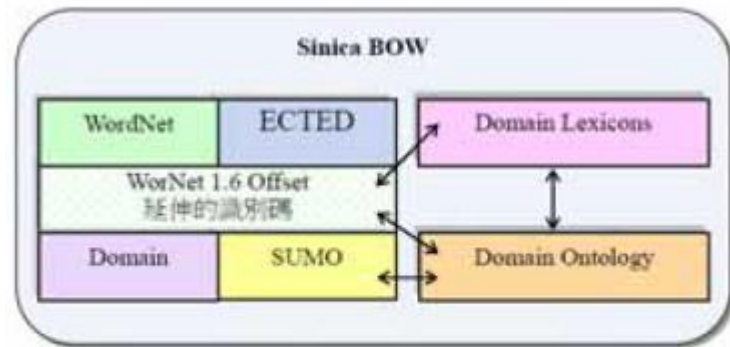 Sinica BOW
WordNet
ECTED
Domain Lexicons
WorNet 1.6 Offset
延伸的識別碼
Domain
SUMO
Domain Ontology